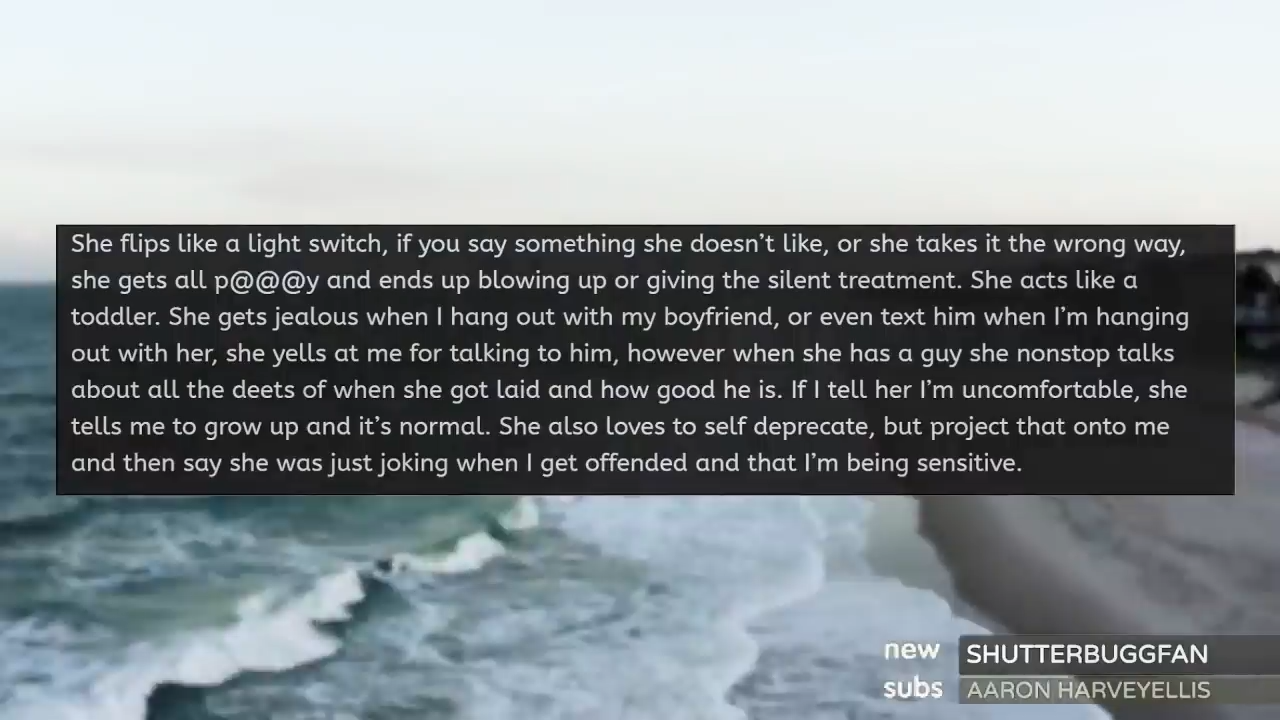 She flips like a light switch, if you say something she doesn’t like, or she takes it the wrong way,
she gets all p@@@y and ends up blowing up or giving the silent treatment. She acts like a
toddler. She gets jealous when I hang out with my boyfriend, or even text him when I’m hanging
out with her, she yells at me for talking to him, however when she has a guy she nonstop talks
about all the deets of when she got laid and how good he is. If I tell her I’m uncomfortable, she
tells me to grow up and it’s normal. She also loves to self deprecate, but project that onto me
and then say she was just joking when I get offended and that I’m being sensitive.
new SHUTTERBUGGFAN
subs AARON HARVEYELLIS